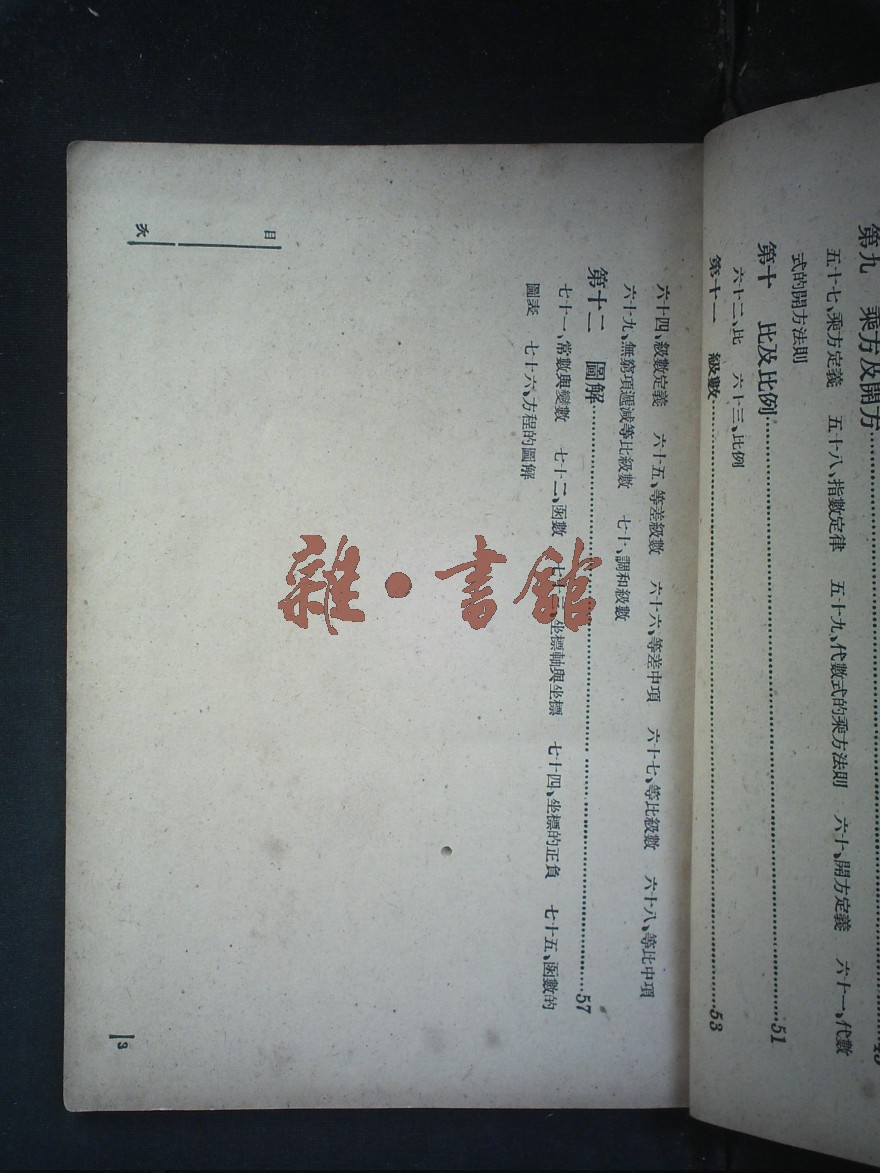 第九　乘方及開方
五十七、乘方定義　五十八、指數定律　五十九、代數式的乘方法則　六十、開方定義　六十一、代數
式的開方法則
第十　比及比例……51
六十二、比　六十三、比例
第十一　級數……53
六十四、級數定義　六十五、等差級數　六十六、等差中項　六十七、等比級數　六十八、等比中項
六十九、無窮項遞減等比級數　七十、調和級數
第十二　圖解……57
七十一、常數與變數　七十二、函數　七十三、坐標軸與坐標　七十四、坐標的正負　七十五、函數的
圖表　七十六、方程的圖解
目　次
3
雜·書館